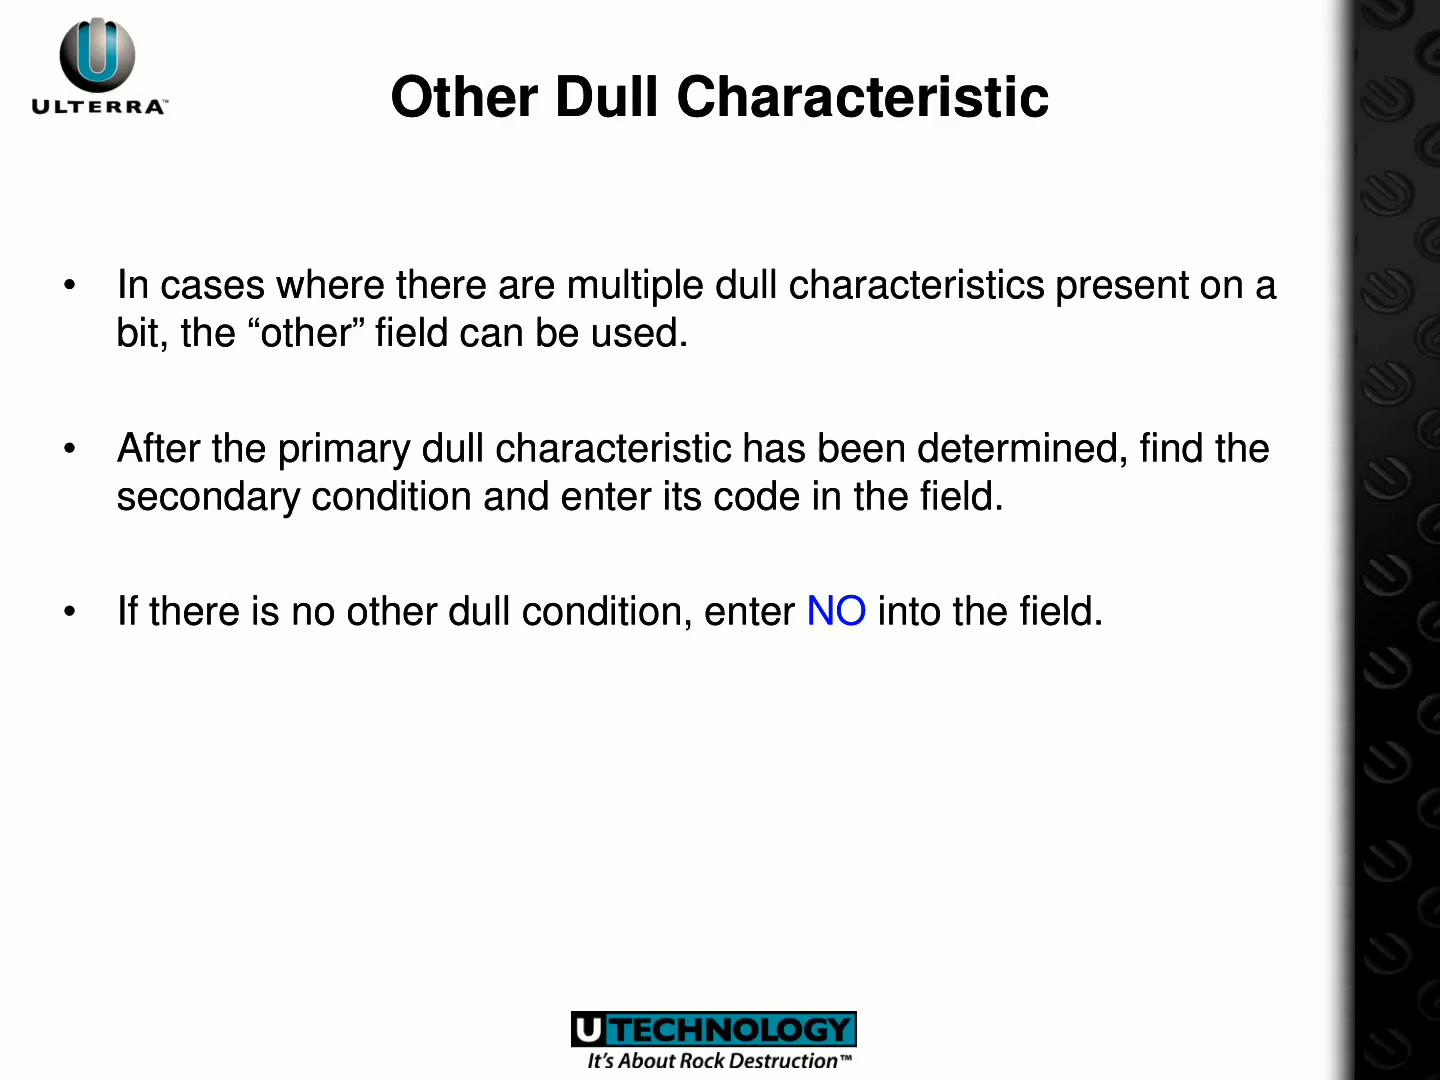 U
ULTERRA™
Other Dull Characteristic
• In cases where there are multiple dull characteristics present on a
bit, the “other” field can be used.
• After the primary dull characteristic has been determined, find the
secondary condition and enter its code in the field.
• If there is no other dull condition, enter NO into the field.
U TECHNOLOGY
It’s About Rock Destruction™